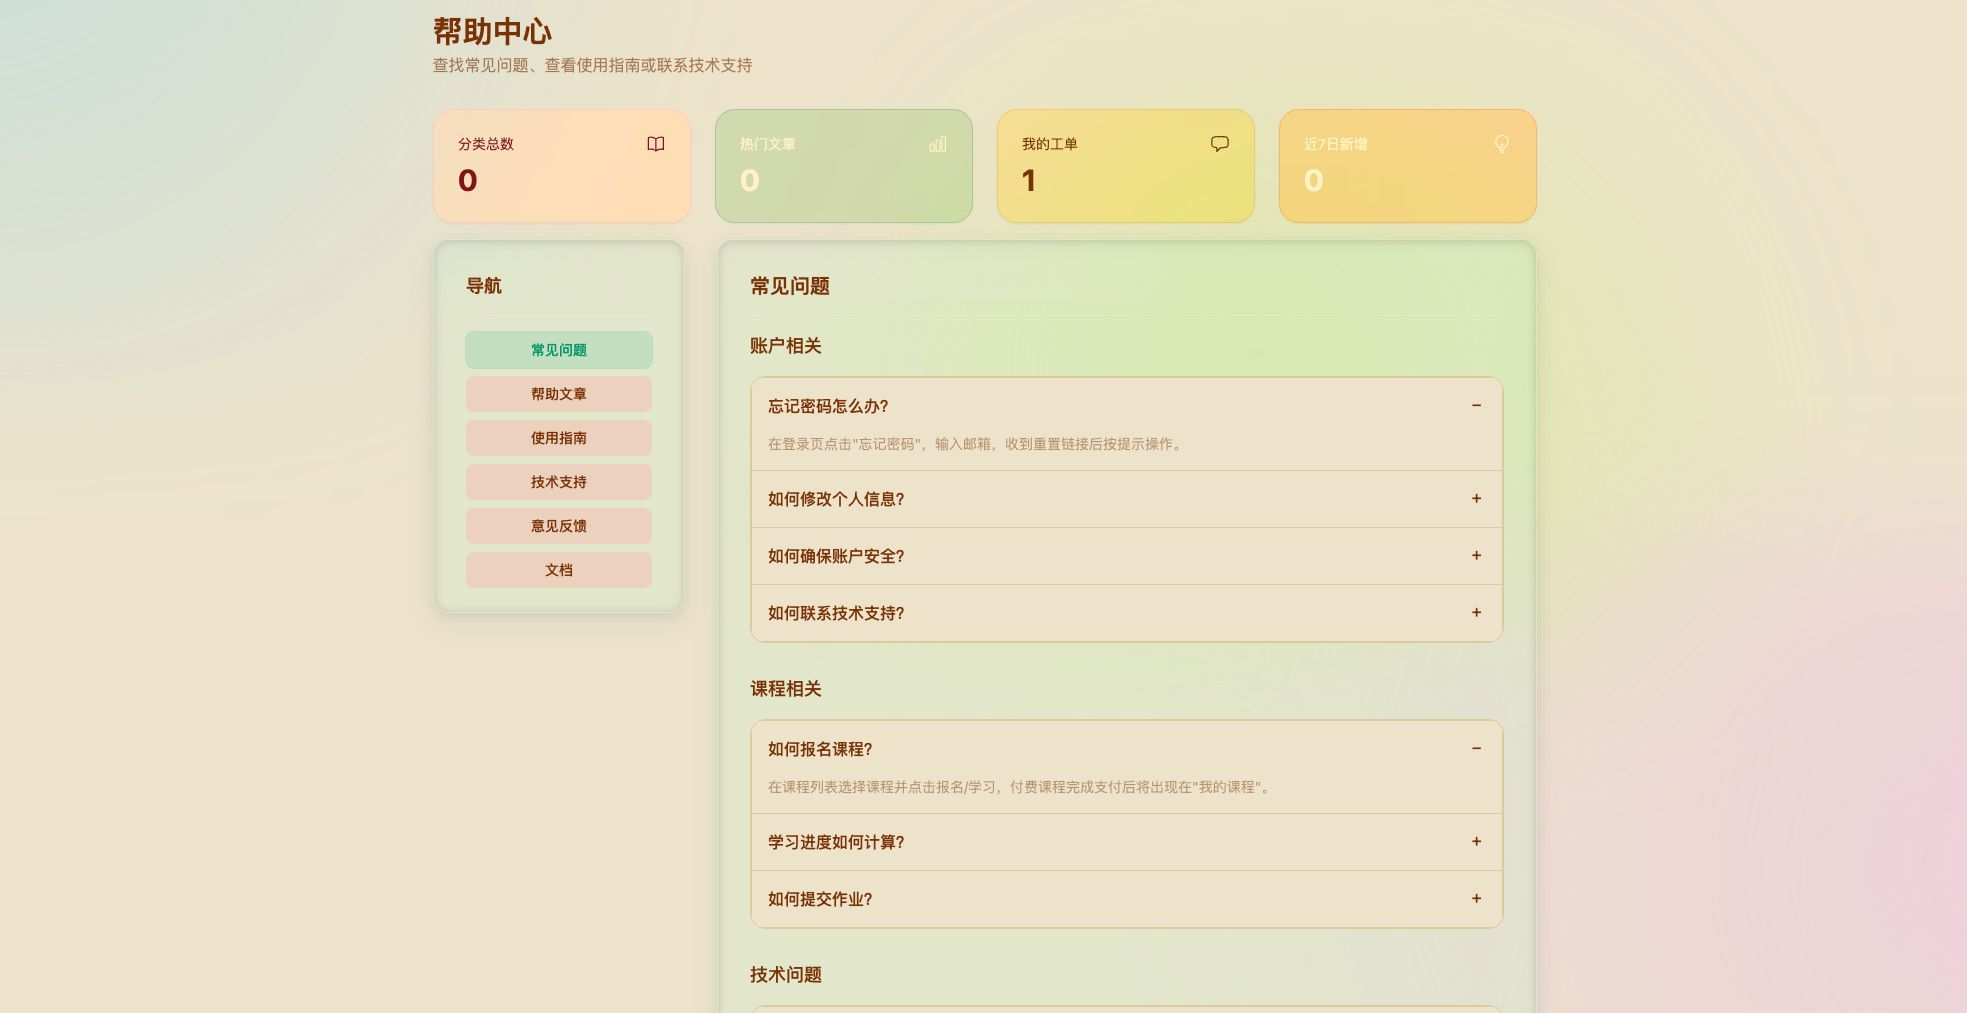 帮助中心
查找常见问题、查看使用指南或联系技术支持
分类总数
0
热门文章
0
我的工单
1
近7日新增
0
导航
常见问题
帮助文章
使用指南
技术支持
意见反馈
文档
常见问题
账户相关
忘记密码怎么办?
−
在登录页点击"忘记密码"，输入邮箱，收到重置链接后按提示操作。
如何修改个人信息?
+
如何确保账户安全?
+
如何联系技术支持?
+
课程相关
如何报名课程?
−
在课程列表选择课程并点击报名/学习，付费课程完成支付后将出现在"我的课程"。
学习进度如何计算?
+
如何提交作业?
+
技术问题